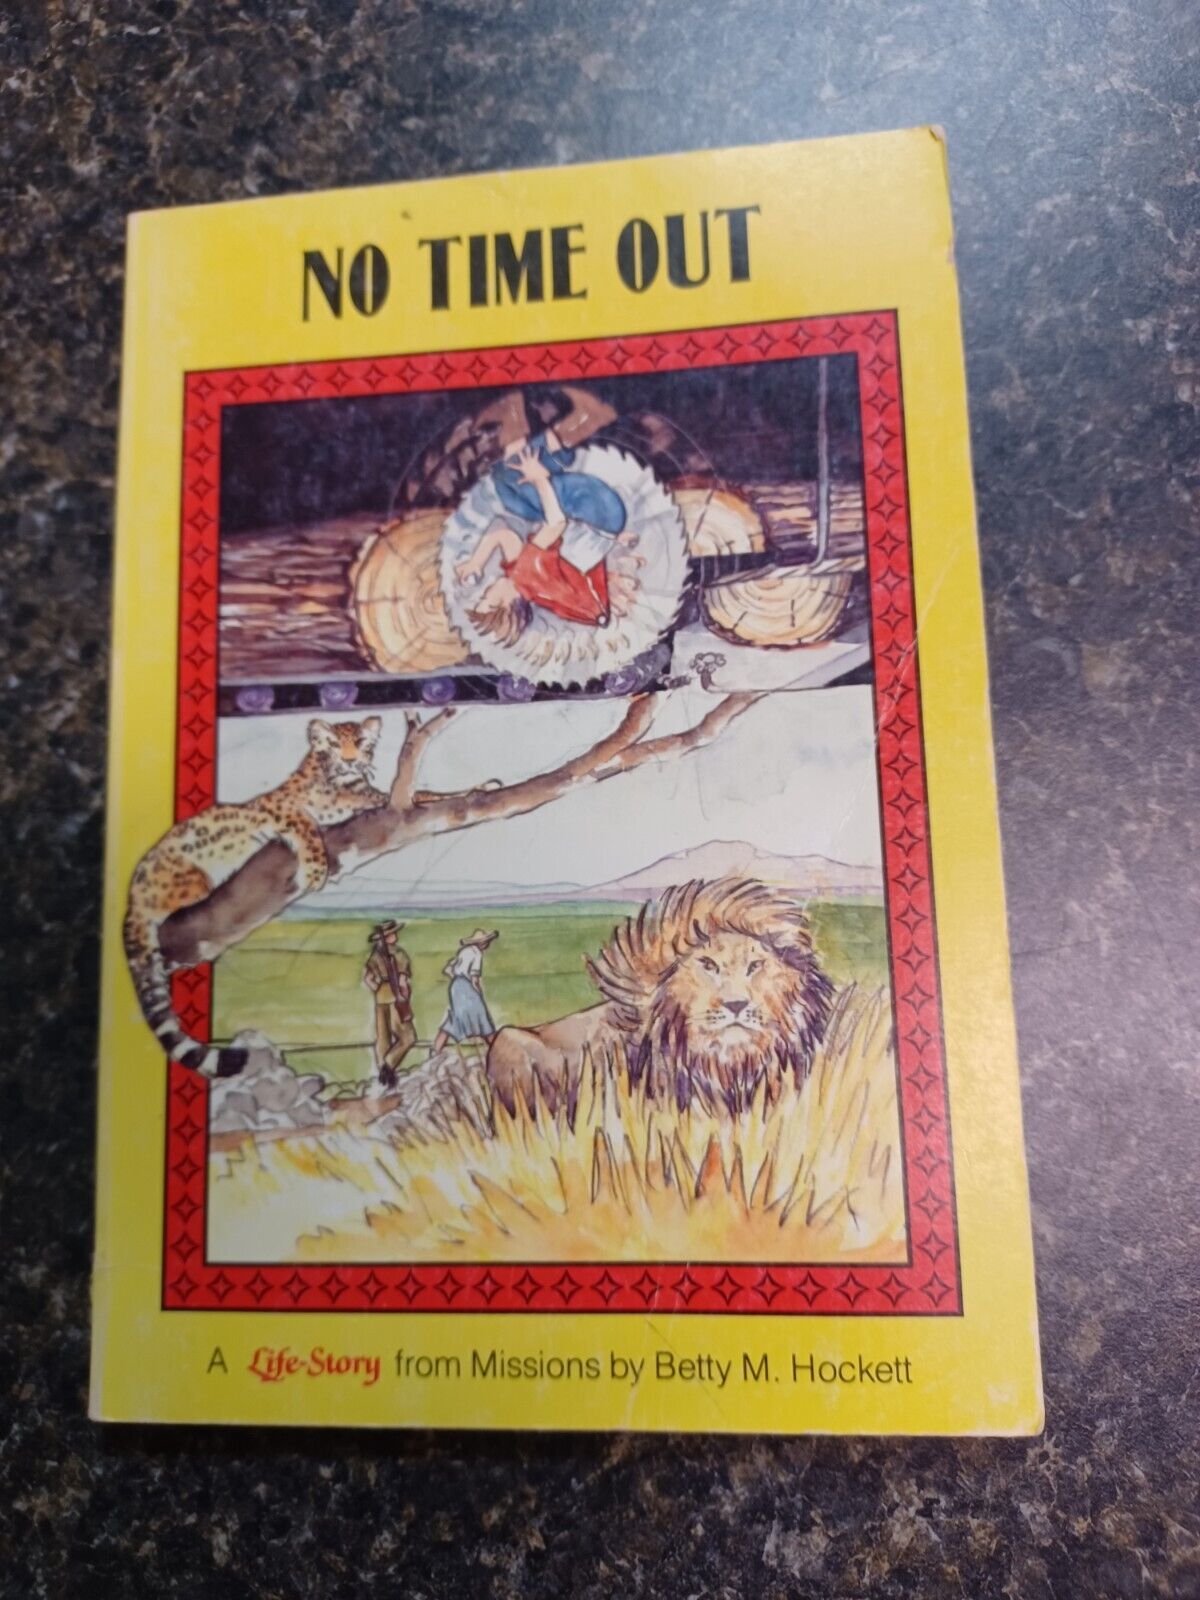 NO TIME OUT
A Life-Story from Missions by Betty M. Hockett